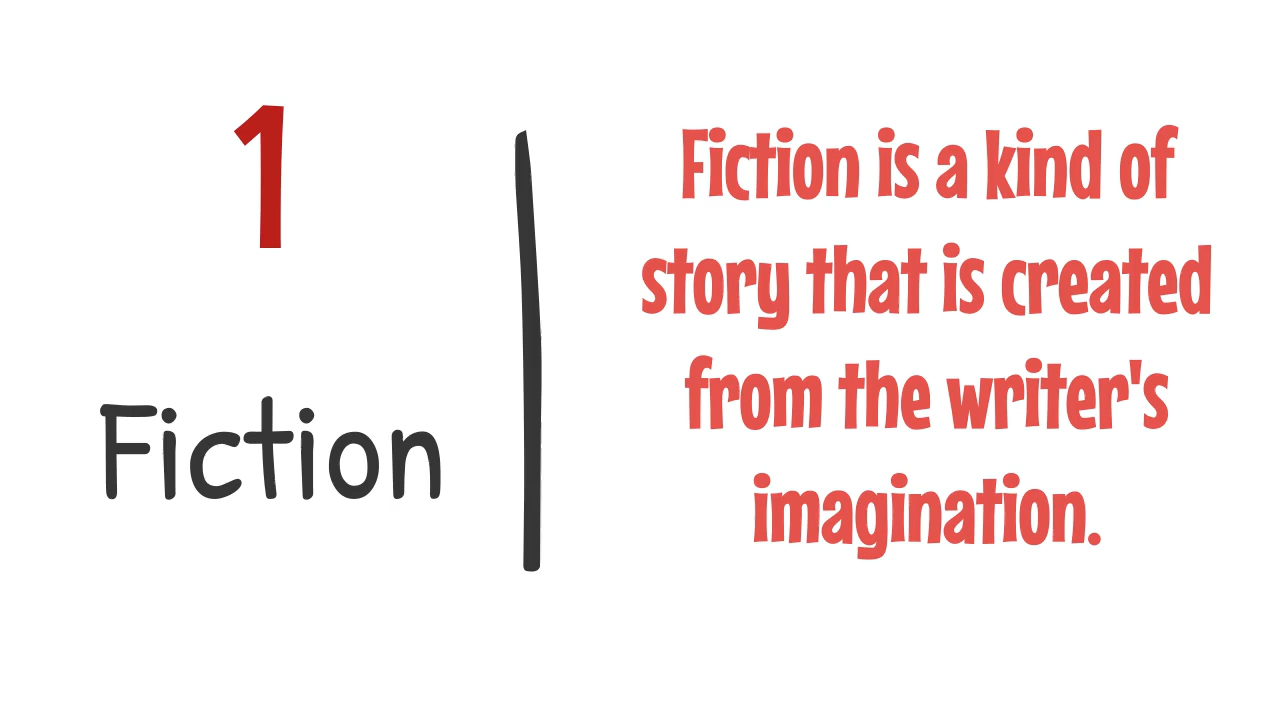 1
Fiction
Fiction is a kind of
story that is created
from the writer's
imagination.